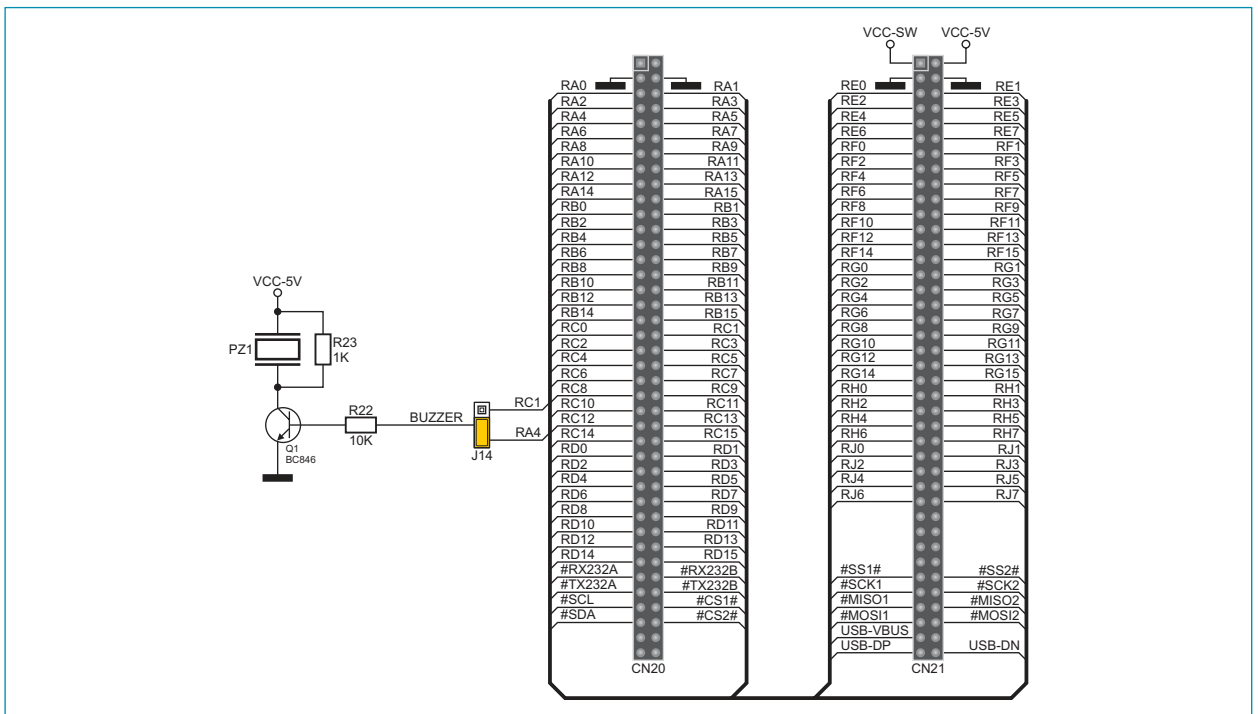 VCC-SW VCC-5V
RA0 RA1 RE0 RE1
RA2 RA3 RE2 RE3
RA4 RA5 RE4 RE5
RA6 RA7 RE6 RE7
RA8 RA9 RF0 RF1
RA10 RA11 RF2 RF3
RA12 RA13 RF4 RF5
RA14 RA15 RF6 RF7
RB0 RB1 RF8 RF9
RB2 RB3 RF10 RF11
RB4 RB5 RF12 RF13
RB6 RB7 RF14 RF15
RB8 RB9 RG0 RG1
RB10 RB11 RG2 RG3
RB12 RB13 RG4 RG5
RB14 RB15 RG6 RG7
RC0 RC1 RG8 RG9
RC2 RC3 RG10 RG11
RC4 RC5 RG12 RG13
RC6 RC7 RG14 RG15
RC8 RC9 RH0 RH1
RC10 RC11 RH2 RH3
RC12 RC13 RH4 RH5
RC14 RC15 RH6 RH7
RD0 RD1 RJ0 RJ1
RD2 RD3 RJ2 RJ3
RD4 RD5 RJ4 RJ5
RD6 RD7 RJ6 RJ7
RD8 RD9
RD10 RD11
RD12 RD13
RD14 RD15
#RX232A #RX232B #SS1# #SS2#
#TX232A #TX232B #SCK1 #SCK2
#SCL #CS1# #MISO1 #MISO2
#SDA #CS2# #MOSI1 #MOSI2
USB-VBUS
USB-DP USB-DN
CN20 CN21
VCC-5V
PZ1
R23
1K
R22
10K
BUZZER
RC1
RA4
J14
Q1
BC846